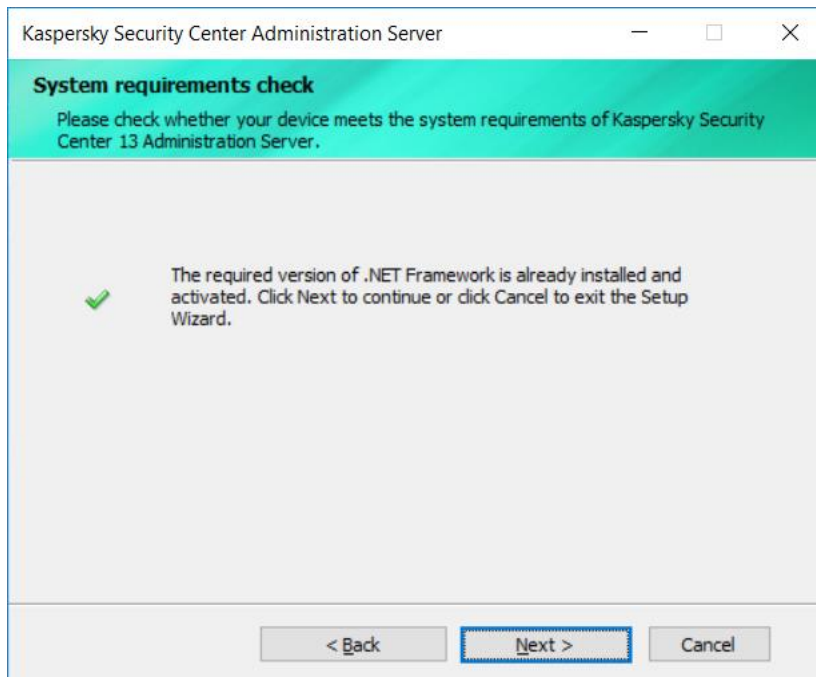 Kaspersky Security Center Administration Server
System requirements check
Please check whether your device meets the system requirements of Kaspersky Security
Center 13 Administration Server.
The required version of .NET Framework is already installed and
activated. Click Next to continue or click Cancel to exit the Setup
Wizard.
< Back
Next >
Cancel